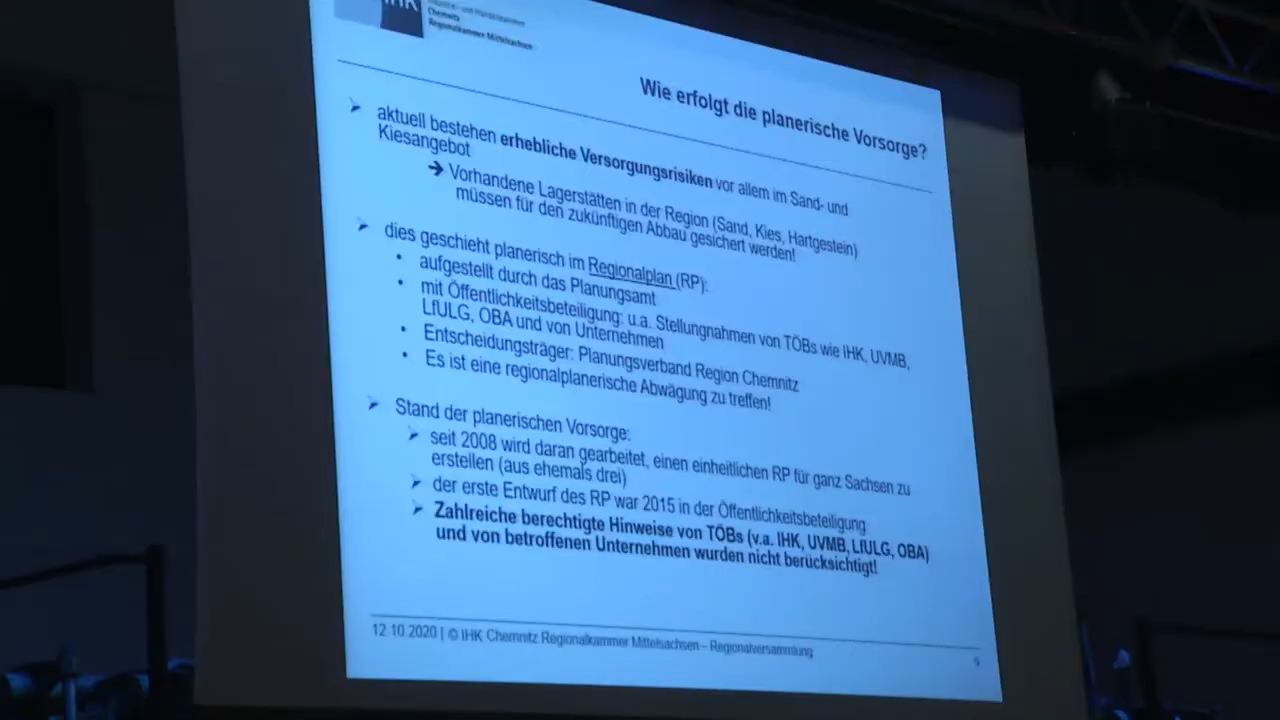 IHK
Industrie- und Handelskammer
Chemnitz
Regionalkammer Mittelsachsen
Wie erfolgt die planerische Vorsorge?
➢ aktuell bestehen erhebliche Versorgungsrisiken vor allem im Sand- und
Kiesangebot
➔ Vorhandene Lagerstätten in der Region (Sand, Kies, Hartgestein)
müssen für den zukünftigen Abbau gesichert werden!
➢ dies geschieht planerisch im Regionalplan (RP):
• aufgestellt durch das Planungsamt
• mit Öffentlichkeitsbeteiligung: u.a. Stellungnahmen von TÖBs wie IHK, UVMB,
LfULG, OBA und von Unternehmen
• Entscheidungsträger: Planungsverband Region Chemnitz
• Es ist eine regionalplanerische Abwägung zu treffen!
➢ Stand der planerischen Vorsorge:
➢ seit 2008 wird daran gearbeitet, einen einheitlichen RP für ganz Sachsen zu
erstellen (aus ehemals drei)
➢ der erste Entwurf des RP war 2015 in der Öffentlichkeitsbeteiligung
➢ Zahlreiche berechtigte Hinweise von TÖBs (v.a. IHK, UVMB, LfULG, OBA)
und von betroffenen Unternehmen wurden nicht berücksichtigt!
12.10.2020 | © IHK Chemnitz Regionalkammer Mittelsachsen – Regionalversammlung
9